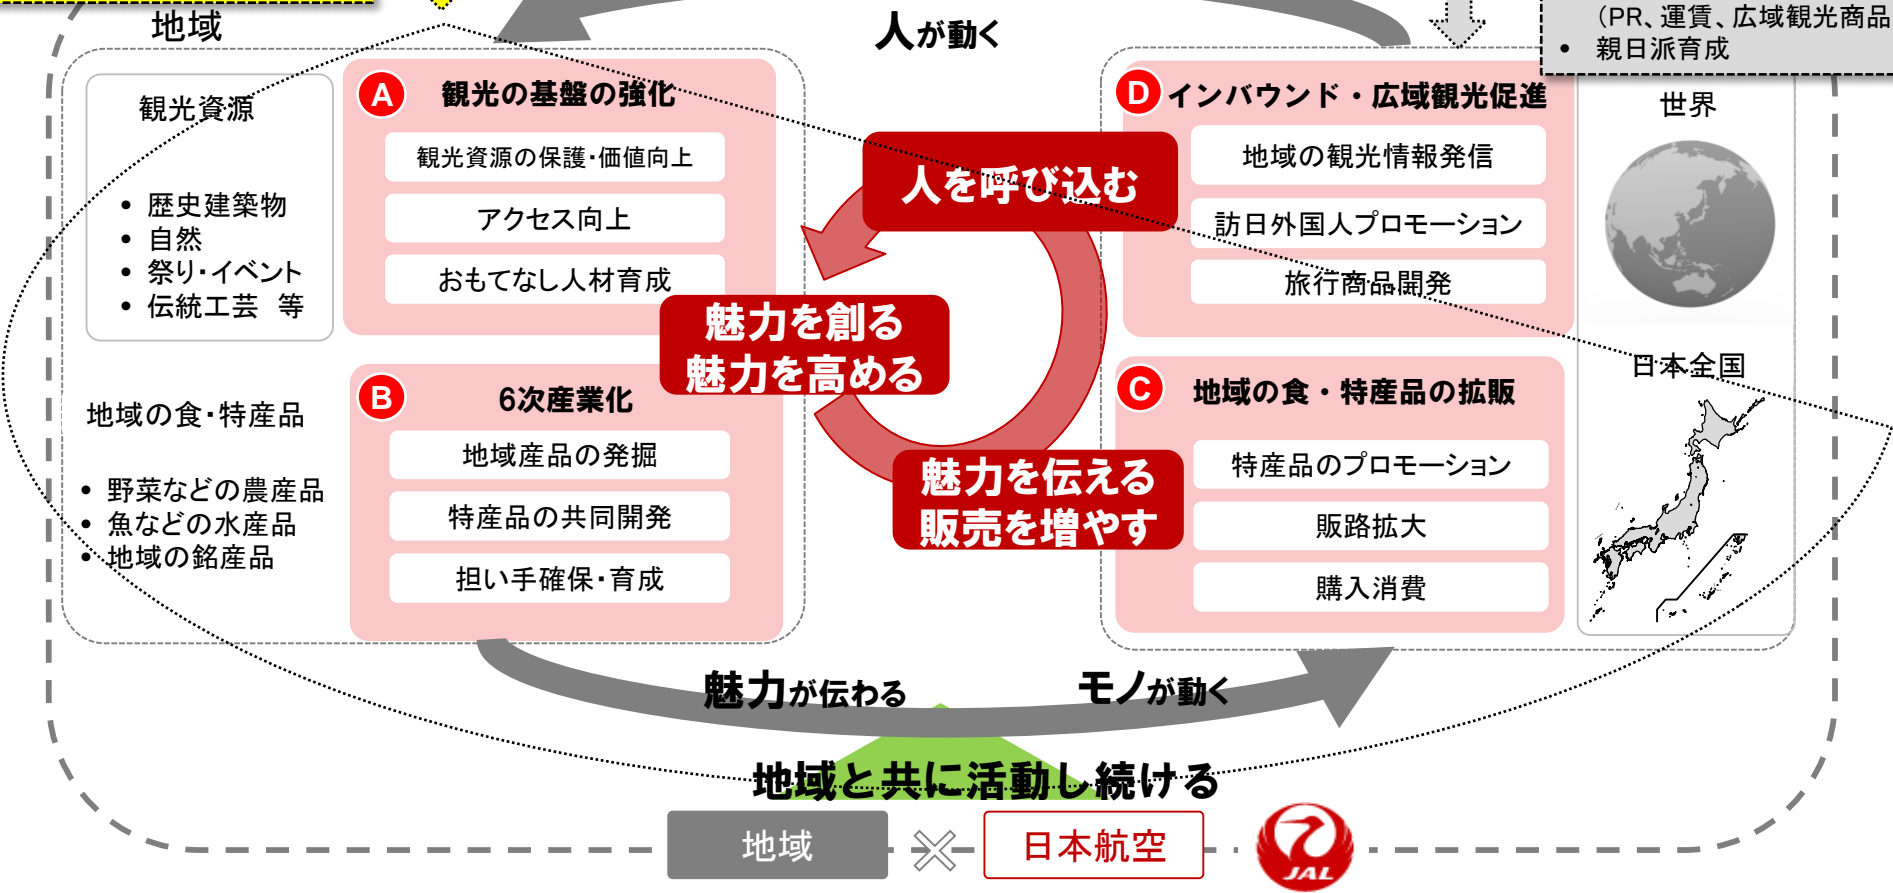 地域
人が動く
（PR、運賃、広域観光商品
• 親日派育成
観光資源
• 歴史建築物
• 自然
• 祭り・イベント
• 伝統工芸　等
地域の食・特産品
• 野菜などの農産品
• 魚などの水産品
• 地域の銘産品
A 観光の基盤の強化
観光資源の保護・価値向上
アクセス向上
おもてなし人材育成
B 6次産業化
地域産品の発掘
特産品の共同開発
担い手確保・育成
人を呼び込む
魅力を創る
魅力を高める
魅力を伝える
販売を増やす
D インバウンド・広域観光促進
地域の観光情報発信
訪日外国人プロモーション
旅行商品開発
C 地域の食・特産品の拡販
特産品のプロモーション
販路拡大
購入消費
世界
日本全国
魅力が伝わる
モノが動く
地域と共に活動し続ける
地域
日本航空
JAL